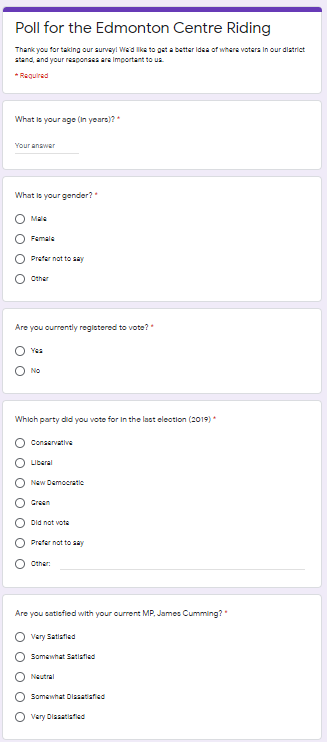 Poll for the Edmonton Centre Riding
Thank you for taking our survey! We'd like to get a better idea of where voters in our district
stand, and your responses are important to us.
* Required
What is your age (in years)? *
Your answer
What is your gender? *
Male
Female
Prefer not to say
Other
Are you currently registered to vote? *
Yes
No
Which party did you vote for in the last election (2019) *
Conservative
Liberal
New Democratic
Green
Did not vote
Prefer not to say
Other:
Are you satisfied with your current MP, James Cumming? *
Very Satisfied
Somewhat Satisfied
Neutral
Somewhat Dissatisfied
Very Dissatisfied